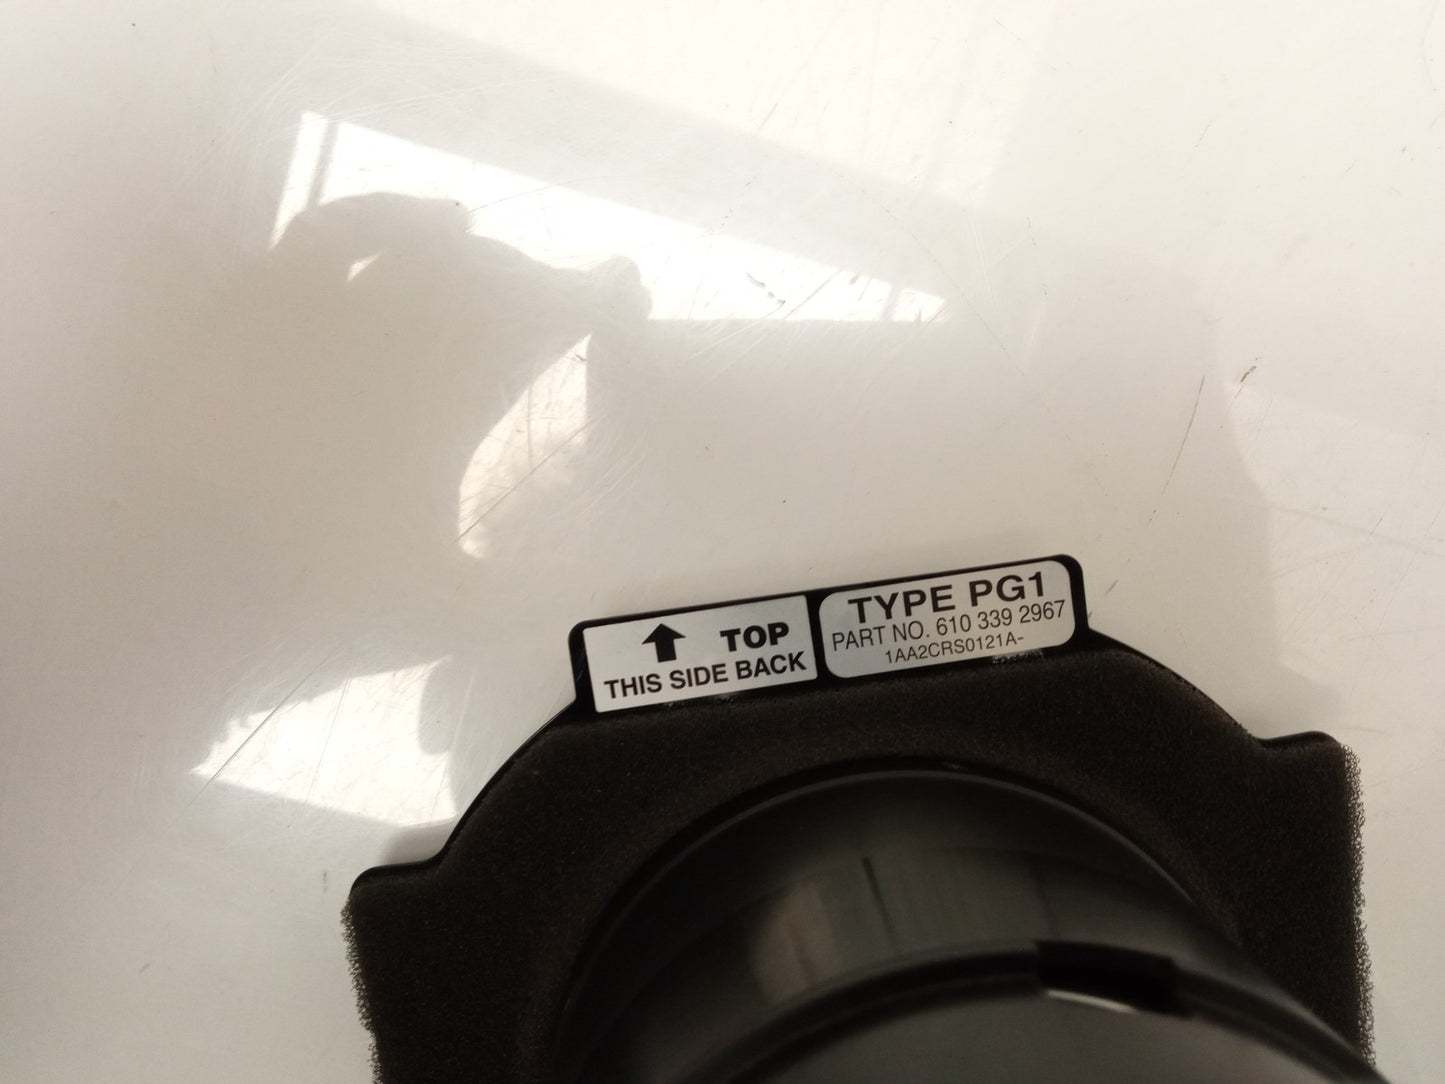 TOP
THIS SIDE BACK
TYPE PG1
PART NO. 610 339 2967
1AA2CRS0121A-